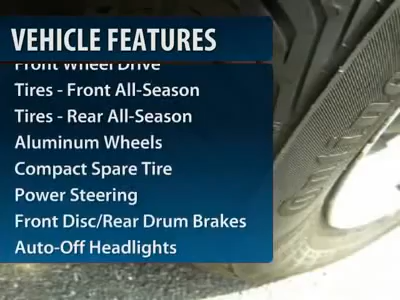 VEHICLE FEATURES
Front Wheel Drive
Tires - Front All-Season
Tires - Rear All-Season
Aluminum Wheels
Compact Spare Tire
Power Steering
Front Disc/Rear Drum Brakes
Auto-Off Headlights